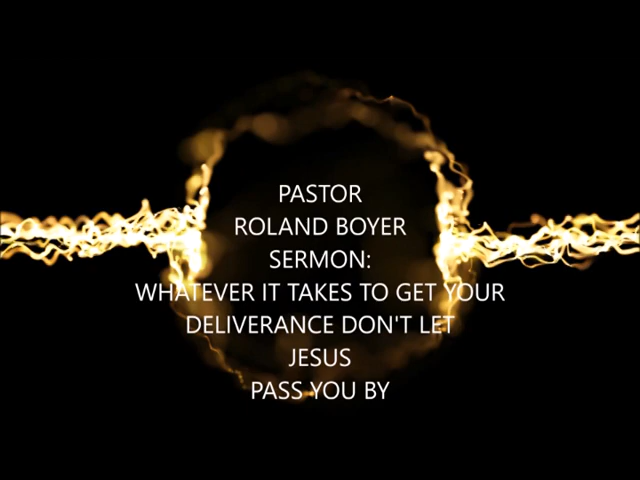 PASTOR
ROLAND BOYER
SERMON:
WHATEVER IT TAKES TO GET YOUR
DELIVERANCE DON'T LET
JESUS
PASS YOU BY